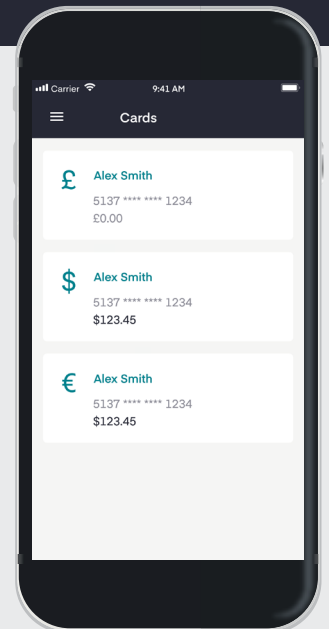 Carrier 9:41 AM
Cards
£
Alex Smith
5137 **** **** 1234
£0.00
$
Alex Smith
5137 **** **** 1234
$123.45
€
Alex Smith
5137 **** **** 1234
$123.45